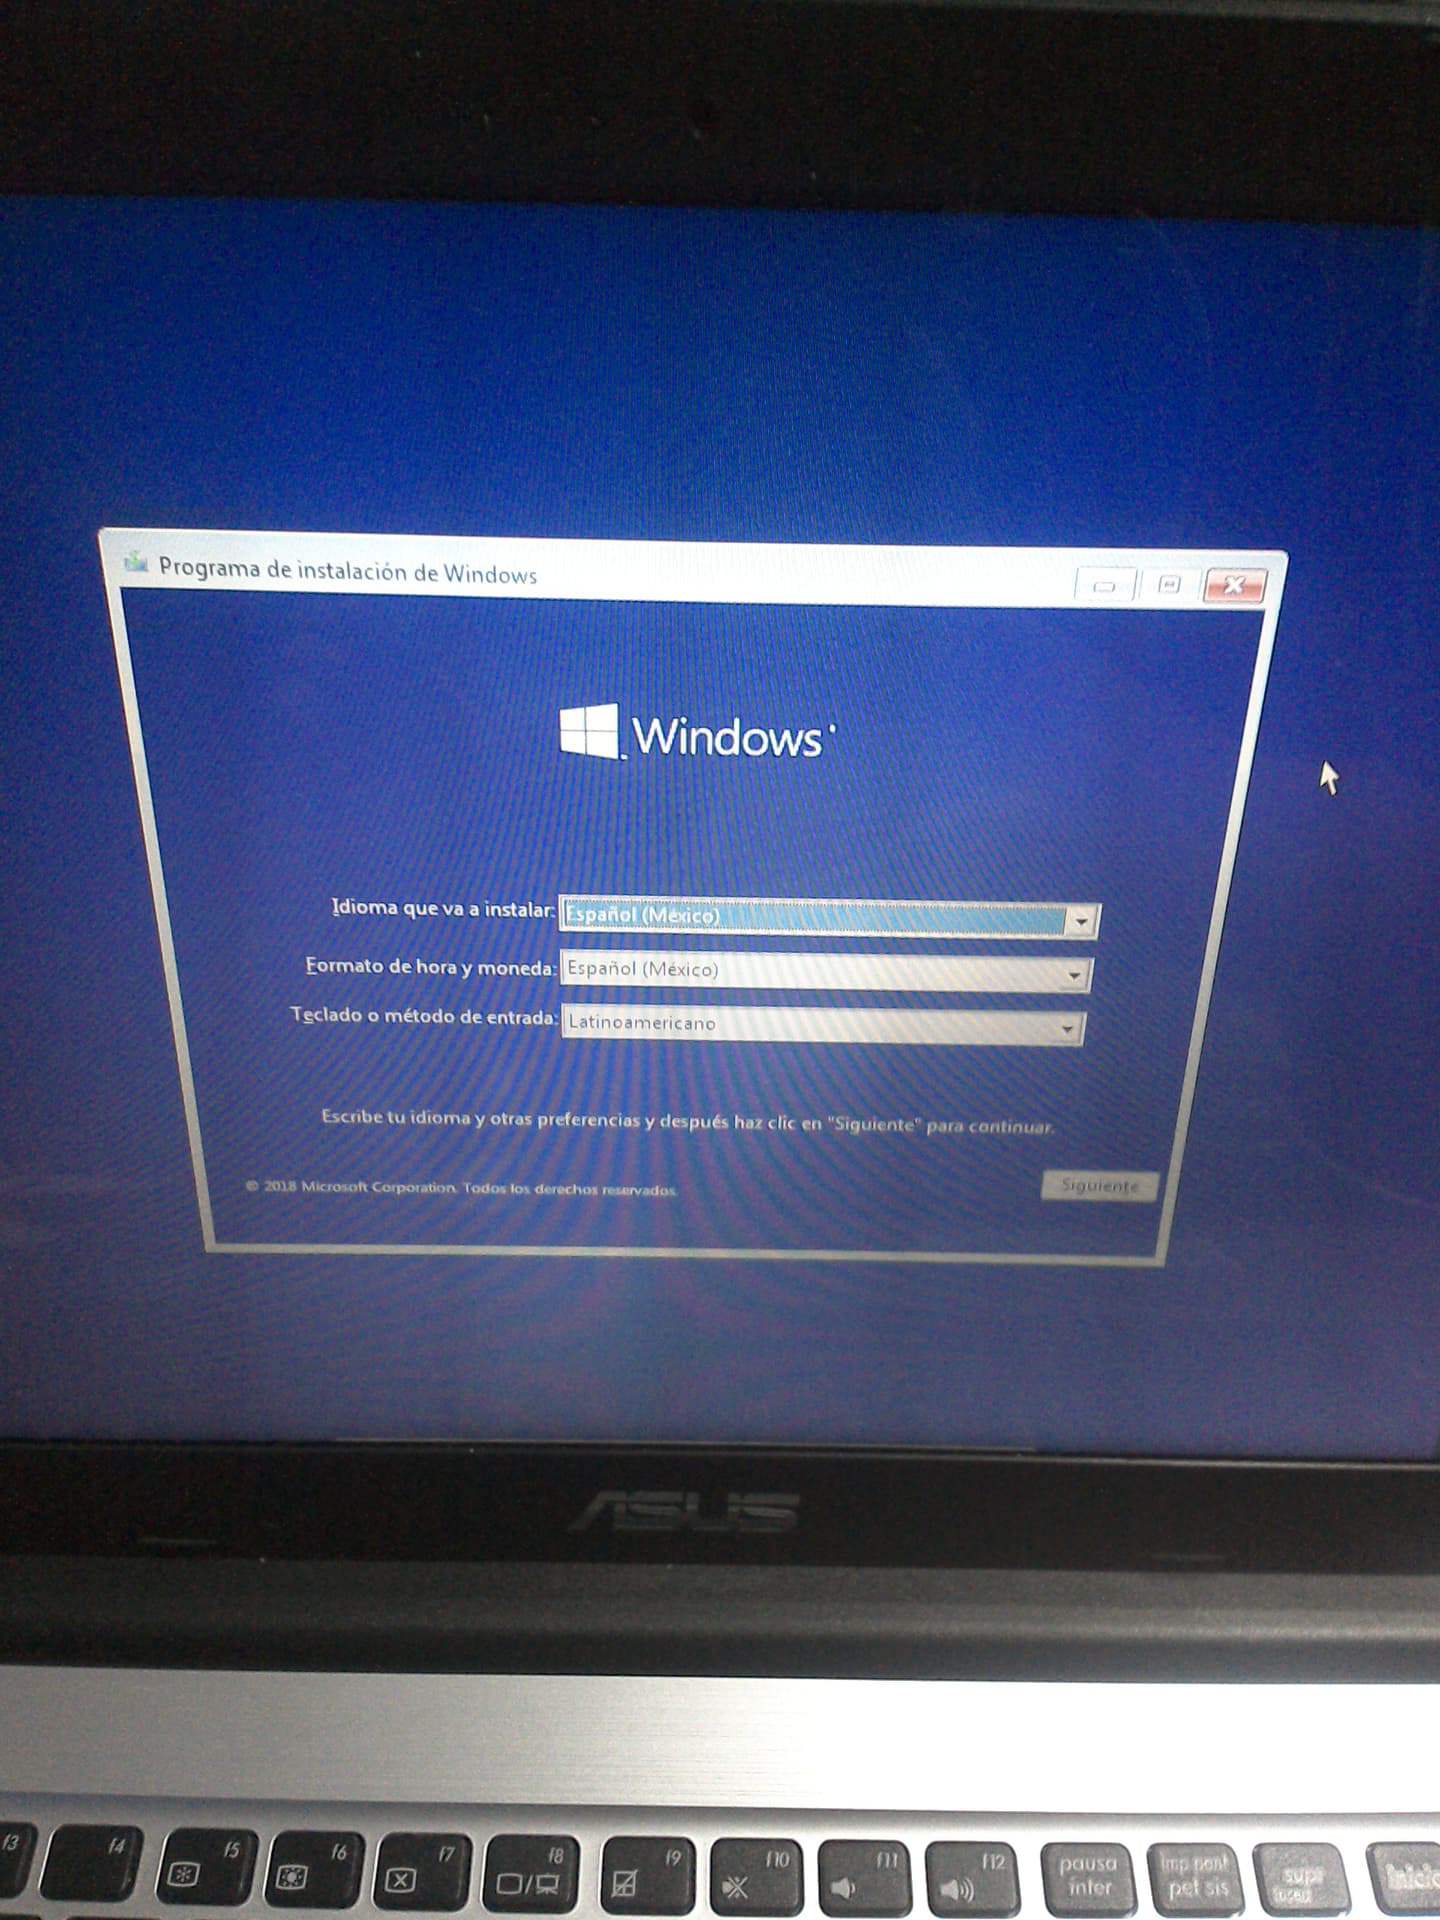 Programa de instalación de Windows
Windows
Idioma que va a instalar: Español (México)
Formato de hora y moneda: Español (México)
Teclado o método de entrada: Latinoamericano
Escribe tu idioma y otras preferencias y después haz clic en "Siguiente" para continuar.
© 2018 Microsoft Corporation. Todos los derechos reservados.
Siguiente
ASUS
f3 f4 f5 f6 f7 f8 f9 f10 f11 f12
pausa impr pant supr inicio
inter pet sis insert